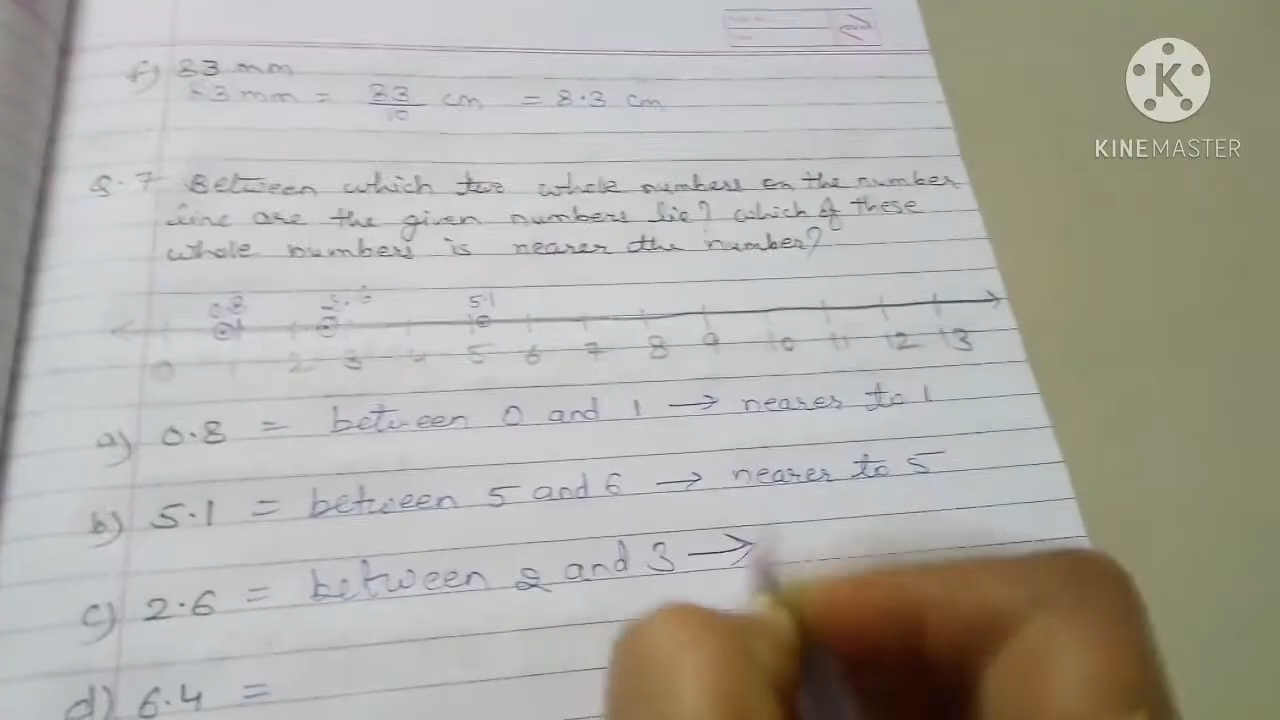 f) 83 mm
83 mm = 83/10 cm = 8.3 cm
K
KINEMASTER
Q.7 Between which two whole numbers on the number
line are the given numbers lie? Which of these
whole numbers is nearer the number?
0.8 5.1
0 2 3 4 5 6 7 8 9 10 11 12 13
a) 0.8 = between 0 and 1 → nearer to 1
b) 5.1 = between 5 and 6 → nearer to 5
c) 2.6 = between 2 and 3 →
d) 6.4 =